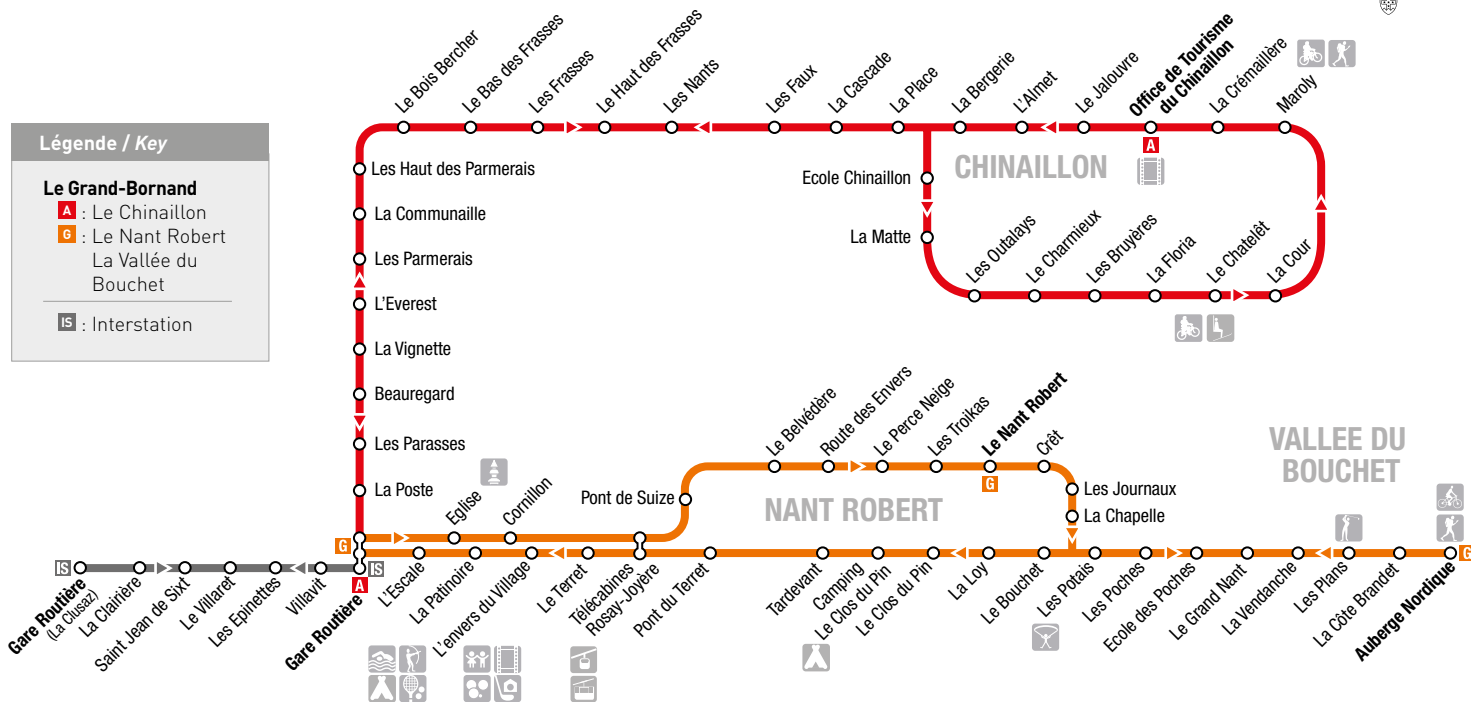 Légende / Key
Le Grand-Bornand
A : Le Chinaillon
G : Le Nant Robert
La Vallée du
Bouchet
IS : Interstation
Le Bois Bercher
Le Bas des Frasses
Les Frasses
Le Haut des Frasses
Les Nants
Les Faux
La Cascade
La Place
La Bergerie
L'Almet
Le Jalouvre
Office de Tourisme
du Chinaillon
La Crémaillère
Maroly
A
CHINAILLON
Les Haut des Parmerais
La Communaille
Les Parmerais
L'Everest
La Vignette
Beauregard
Les Parasses
La Poste
Ecole Chinaillon
La Matte
Les Outalays
Le Charmieux
Les Bruyères
La Floria
Le Chatelêt
La Cour
Eglise
Cornillon
Pont de Suize
Le Belvédère
Route des Envers
Le Perce Neige
Les Troikas
Le Nant Robert
Crêt
G
NANT ROBERT
Les Journaux
La Chapelle
VALLEE DU
BOUCHET
G
G
IS
IS
A
Gare Routière
(La Clusaz)
La Clairière
Saint Jean de Sixt
Le Villaret
Les Epinettes
Villavit
Gare Routière
L'Escale
La Patinoire
L'envers du Village
Le Terret
Télécabines
Rosay-Joyère
Pont du Terret
Tardevant
Camping
Le Clos du Pin
Le Clos du Pin
La Loy
Le Bouchet
Les Potais
Les Poches
Ecole des Poches
Le Grand Nant
La Vendanche
Les Plans
La Côte Brandet
Auberge Nordique